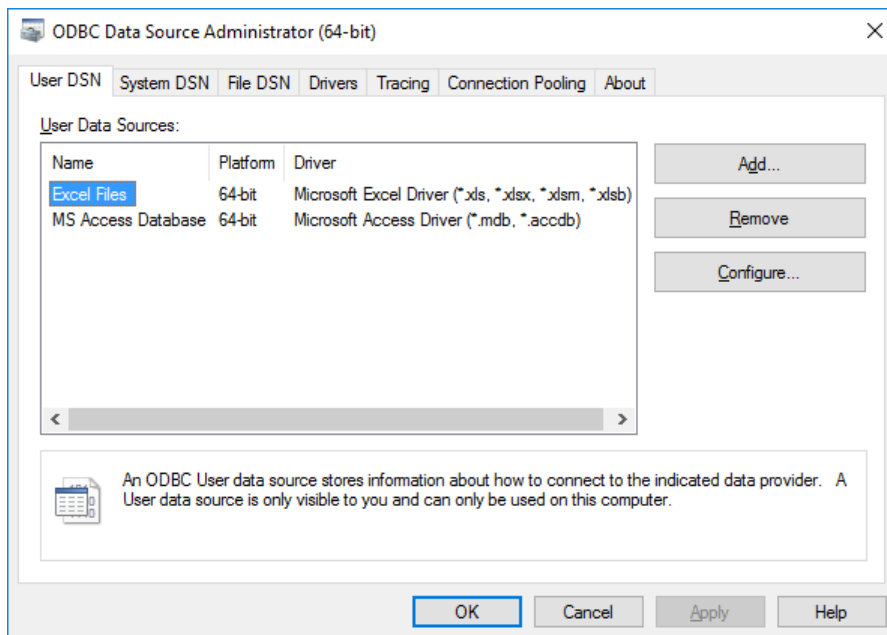 ODBC Data Source Administrator (64-bit)
User DSN System DSN File DSN Drivers Tracing Connection Pooling About
User Data Sources:
Name Platform Driver
Excel Files 64-bit Microsoft Excel Driver (*.xls, *.xlsx, *.xlsm, *.xlsb)
MS Access Database 64-bit Microsoft Access Driver (*.mdb, *.accdb)
Add...
Remove
Configure...
An ODBC User data source stores information about how to connect to the indicated data provider. A
User data source is only visible to you and can only be used on this computer.
OK Cancel Apply Help